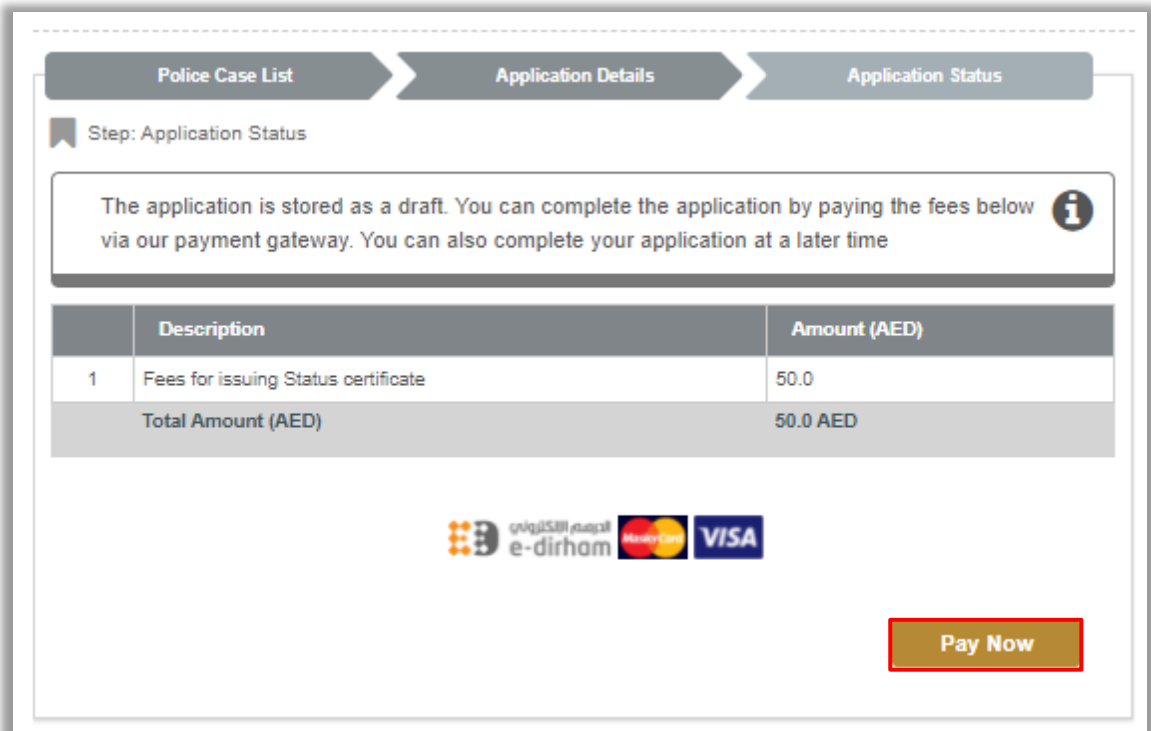 Police Case List
Application Details
Application Status
Step: Application Status
The application is stored as a draft. You can complete the application by paying the fees below
via our payment gateway. You can also complete your application at a later time
Description
Amount (AED)
1
Fees for issuing Status certificate
50.0
Total Amount (AED)
50.0 AED
الدرهم الالكتروني
e-dirham
MasterCard
VISA
Pay Now